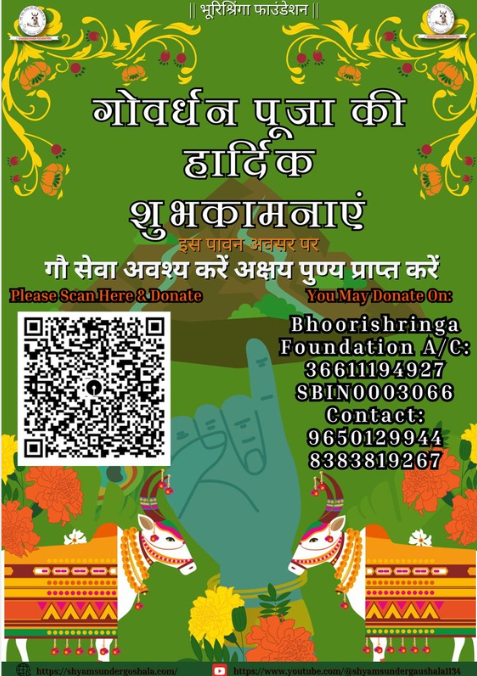 || भूरिश्रिंगा फाउंडेशन ||
गोवर्धन पूजा की
हार्दिक
शुभकामनाएं
इस पावन अवसर पर
गौ सेवा अवश्य करें अक्षय पुण्य प्राप्त करें
Please Scan Here & Donate
You May Donate On:
Bhoorishringa
Foundation A/C:
36611194927
SBIN0003066
Contact:
9650129944
8383819267
https://shyamsundergoshala.com/
https://www.youtube.com/@shyamsundergaushala1134